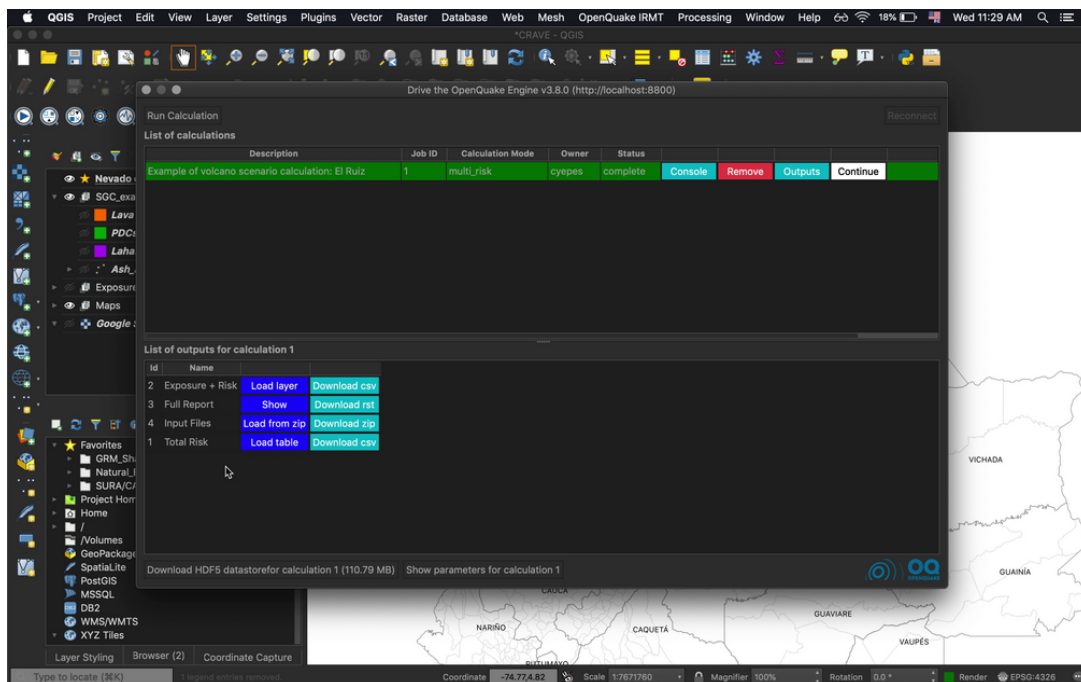 QGIS Project Edit View Layer Settings Plugins Vector Raster Database Web Mesh OpenQuake IRMT Processing Window Help 18% Wed 11:29 AM
*CRAVE - QGIS
Drive the OpenQuake Engine v3.8.0 (http://localhost:8800)
Run Calculation Reconnect
List of calculations
Description Job ID Calculation Mode Owner Status
Example of volcano scenario calculation: El Ruiz 1 multi_risk cyepes complete Console Remove Outputs Continue
Nevado
SGC_exa
Lava
PDCs
Laha
Ash_
Exposure
Maps
Google
List of outputs for calculation 1
Id Name
2 Exposure + Risk Load layer Download csv
3 Full Report Show Download rst
4 Input Files Load from zip Download zip
1 Total Risk Load table Download csv
Favorites
GRM_Sh
Natural_
SURA/CA
Project Hom
Home
/
/Volumes
GeoPackage
SpatiaLite
PostGIS
MSSQL
DB2
WMS/WMTS
XYZ Tiles
Download HDF5 datastorefor calculation 1 (110.79 MB) Show parameters for calculation 1
OQ
OPENQUAKE
VICHADA
GUAINÍA
CAUCA
GUAVIARE
NARIÑO
CAQUETÁ
VAUPÉS
PUTUMAYO
Layer Styling Browser (2) Coordinate Capture
Type to locate (⌘K) 1 legend entries removed. Coordinate -74.77,4.82 Scale 1:7671760 Magnifier 100% Rotation 0.0 ° Render EPSG:4326